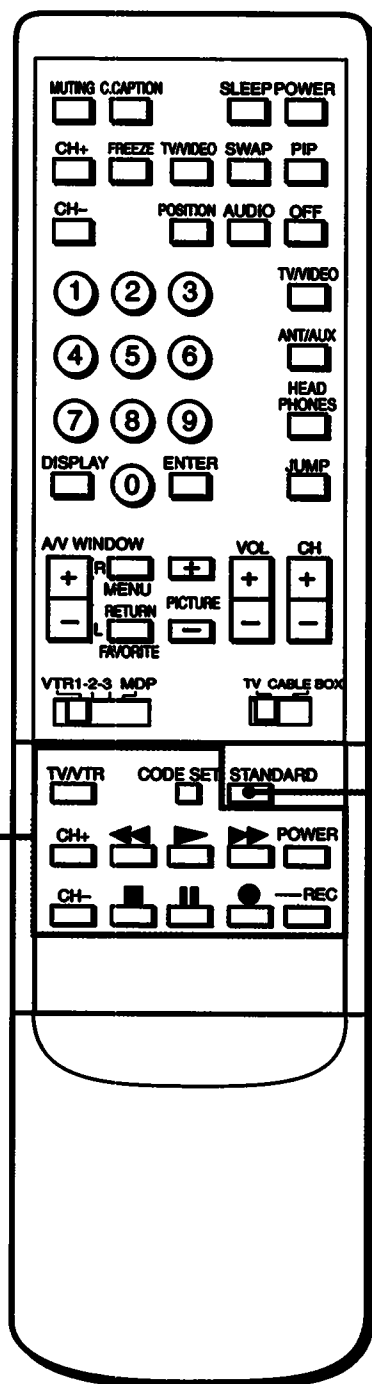 MUTING C.CAPTION SLEEP POWER
CH+ FREEZE TV/VIDEO SWAP PIP
CH− POSITION AUDIO OFF
1 2 3 TV/VIDEO
4 5 6 ANT/AUX
7 8 9 HEAD PHONES
DISPLAY 0 ENTER JUMP
A/V WINDOW VOL CH
+ R + + +
MENU
RETURN PICTURE
− L − − −
FAVORITE
VTR1-2-3 MDP TV CABLE BOX
TV/VTR CODE SET STANDARD
CH+ POWER
CH− REC